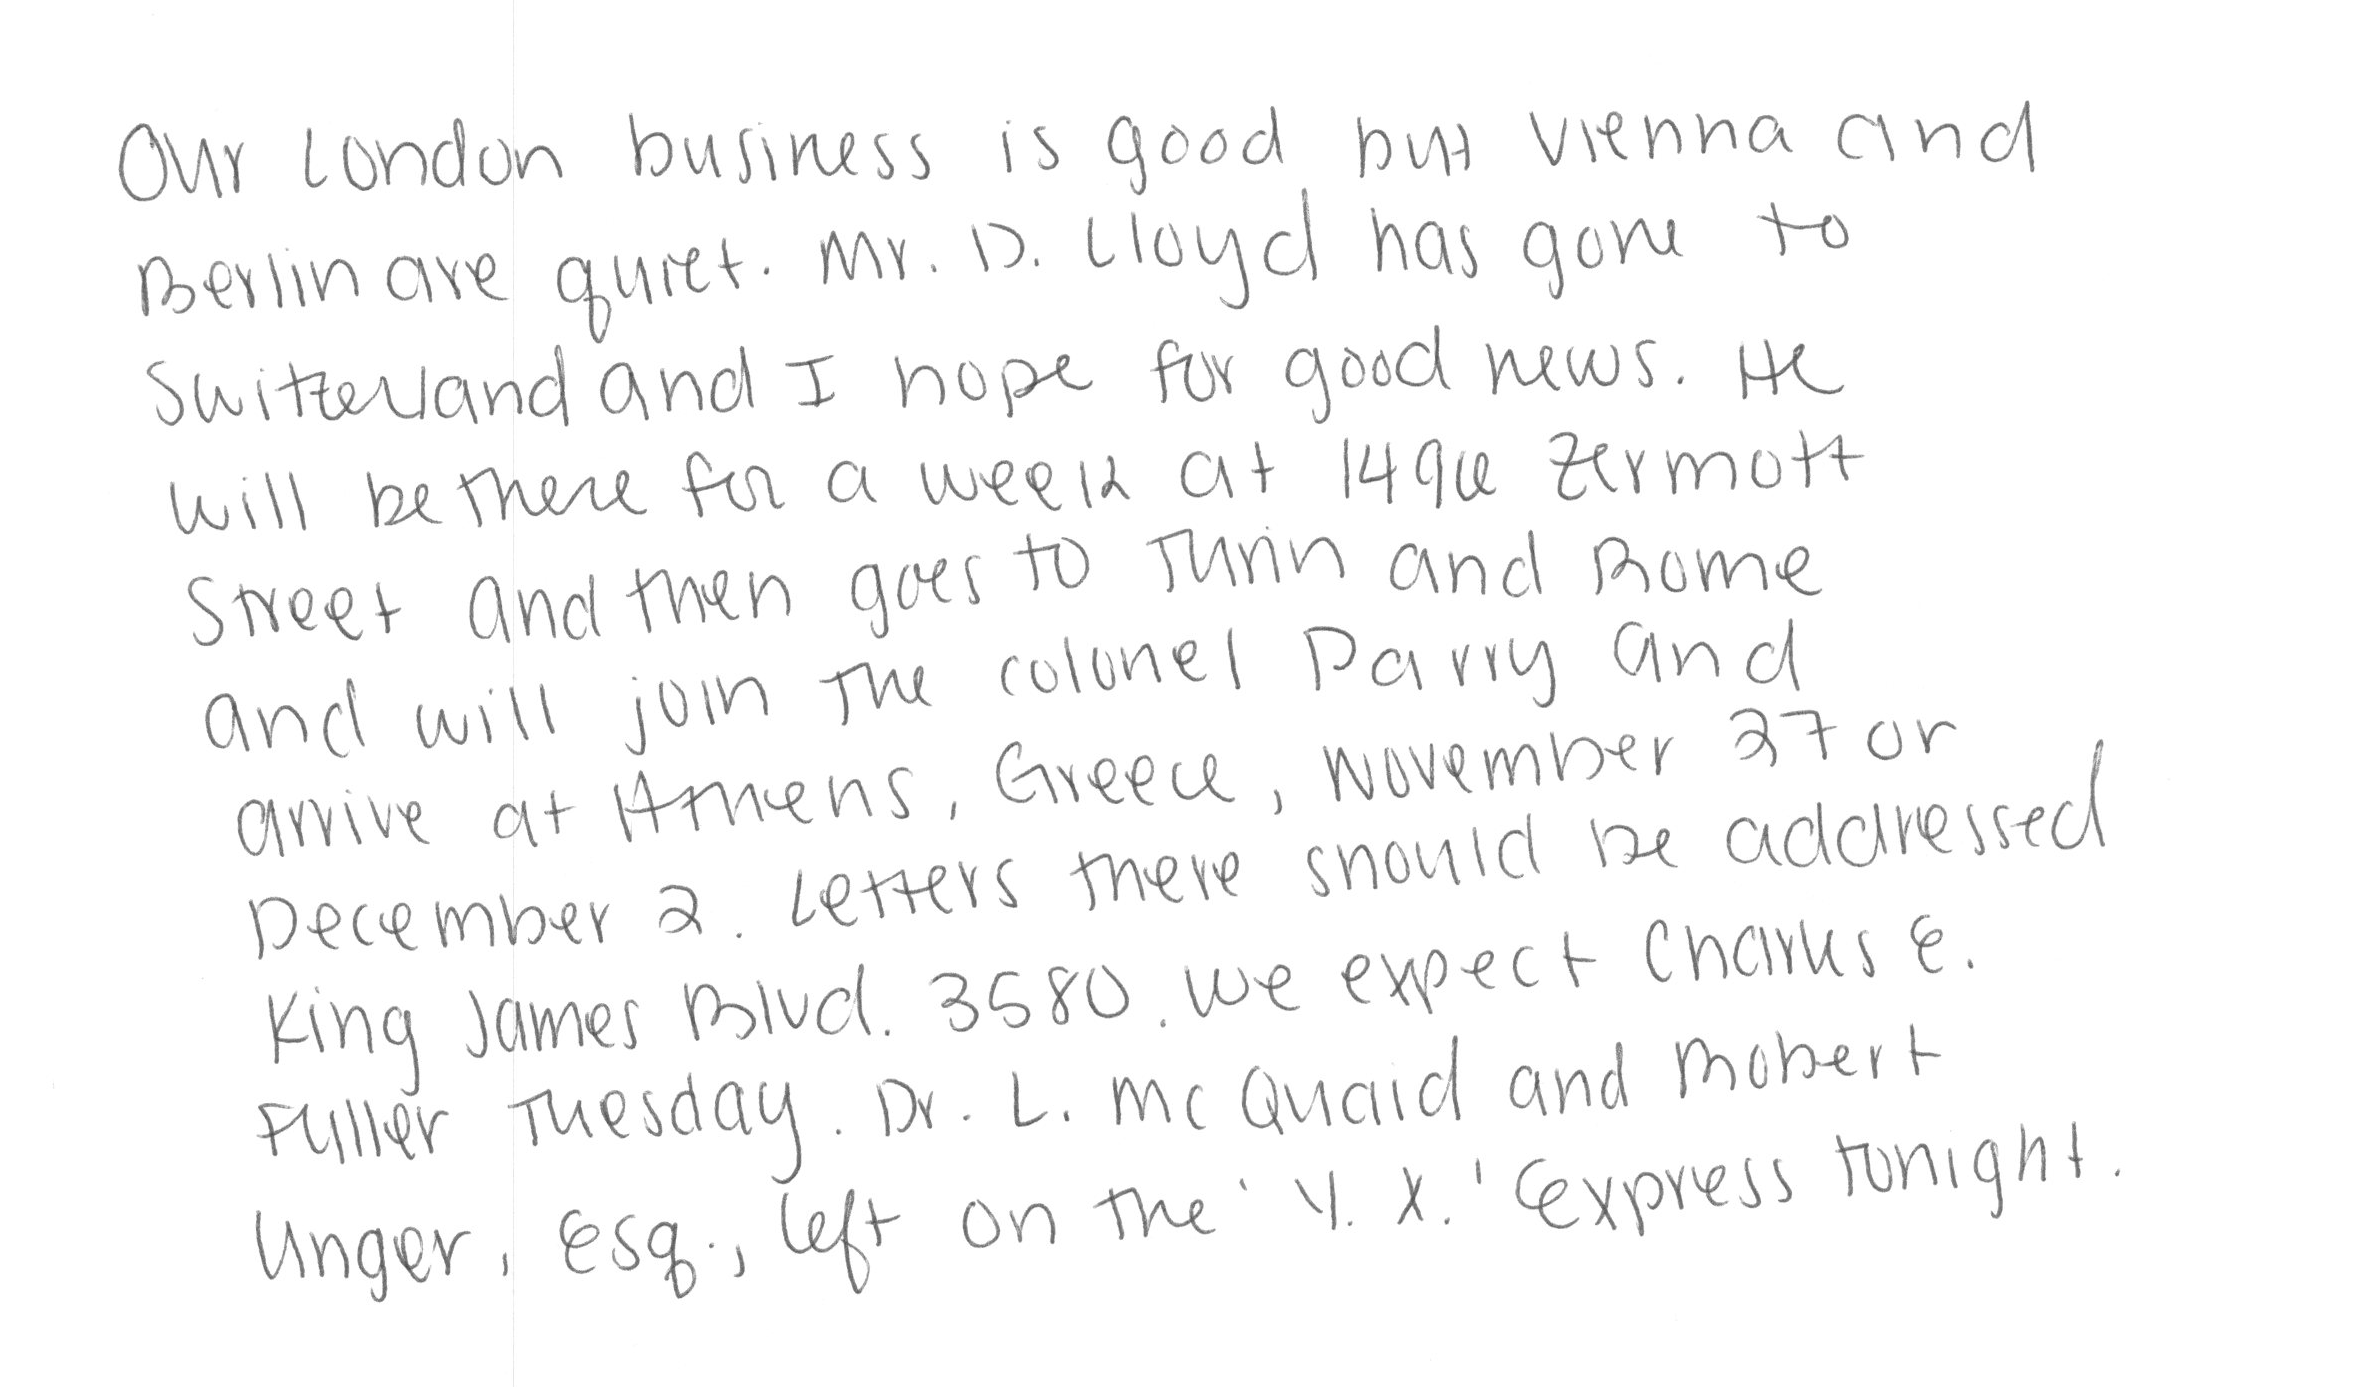 Our London business is good but Vienna and
Berlin are quiet. Mr. D. Lloyd has gone to
Switzerland and I hope for good news. He
will be there for a week at 1496 Zermott
Street and then goes to Turin and Rome
and will join the colonel Parry and
arrive at Athens, Greece, November 27 or
December 2. Letters there should be addressed
King James Blvd. 3580. We expect Charles E.
Fuller Tuesday. Dr. L. McQuaid and Robert
Unger, Esq., left on the 'Y. X.' Express tonight.